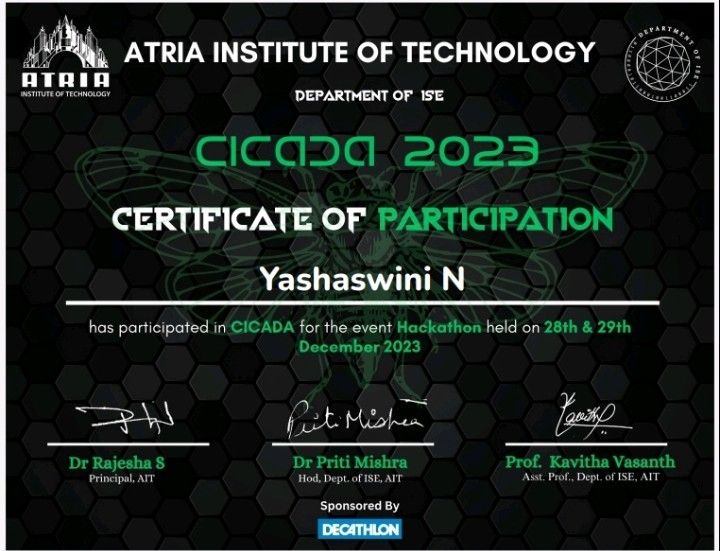 ATRIA
INSTITUTE OF TECHNOLOGY
ATRIA INSTITUTE OF TECHNOLOGY
DEPARTMENT OF ISE
DEPARTMENT OF ISE
CICADA 2023
CERTIFICATE OF PARTICIPATION
Yashaswini N
has participated in CICADA for the event Hackathon held on 28th & 29th
December 2023
Priti Mishra
Kavitha
Dr Rajesha S
Principal, AIT
Dr Priti Mishra
Hod, Dept. of ISE, AIT
Prof. Kavitha Vasanth
Asst. Prof., Dept. of ISE, AIT
Sponsored By
DECATHLON